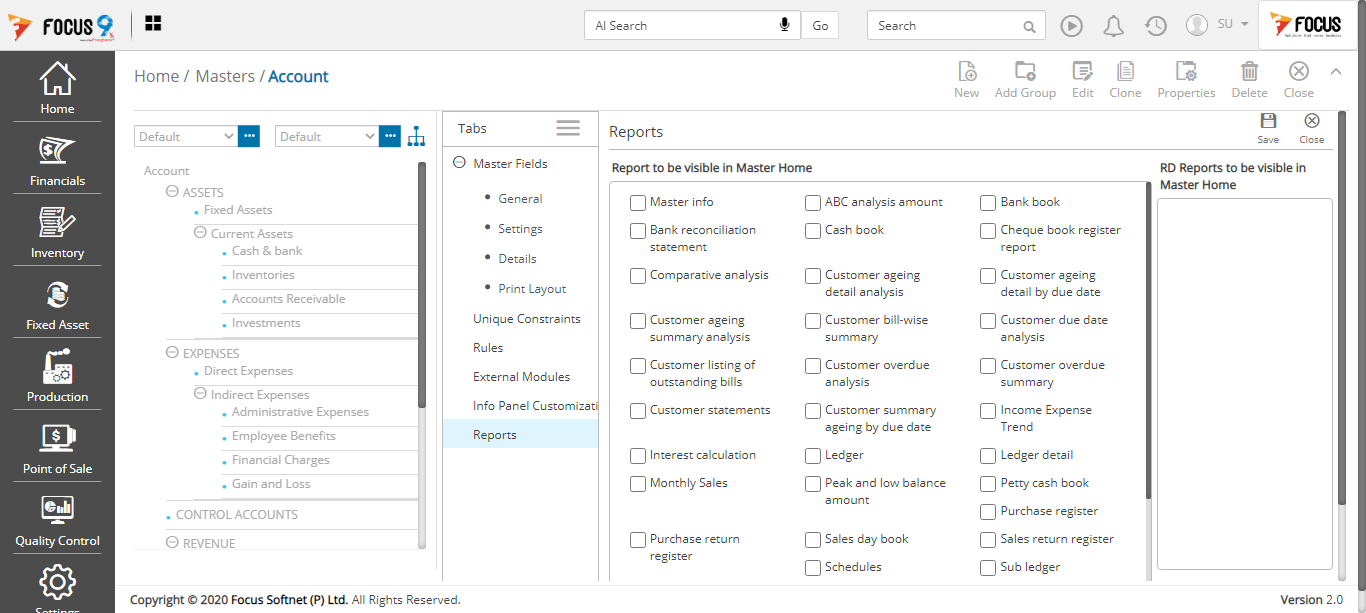 FOCUS 9
AI Search
Go
Search
SU
FOCUS
Home
Financials
Inventory
Fixed Asset
Production
Point of Sale
Quality Control
Settings
Home / Masters / Account
New
Add Group
Edit
Clone
Properties
Delete
Close
Default
Default
Account
ASSETS
Fixed Assets
Current Assets
Cash & bank
Inventories
Accounts Receivable
Investments
EXPENSES
Direct Expenses
Indirect Expenses
Administrative Expenses
Employee Benefits
Financial Charges
Gain and Loss
CONTROL ACCOUNTS
REVENUE
Tabs
Master Fields
General
Settings
Details
Print Layout
Unique Constraints
Rules
External Modules
Info Panel Customizati
Reports
Reports
Save
Close
Report to be visible in Master Home
Master info
ABC analysis amount
Bank book
Bank reconciliation
statement
Cash book
Cheque book register
report
Comparative analysis
Customer ageing
detail analysis
Customer ageing
detail by due date
Customer ageing
summary analysis
Customer bill-wise
summary
Customer due date
analysis
Customer listing of
outstanding bills
Customer overdue
analysis
Customer overdue
summary
Customer statements
Customer summary
ageing by due date
Income Expense
Trend
Interest calculation
Ledger
Ledger detail
Monthly Sales
Peak and low balance
amount
Petty cash book
Purchase register
Purchase return
register
Sales day book
Sales return register
Schedules
Sub ledger
RD Reports to be visible in
Master Home
Copyright © 2020 Focus Softnet (P) Ltd. All Rights Reserved.
Version 2.0